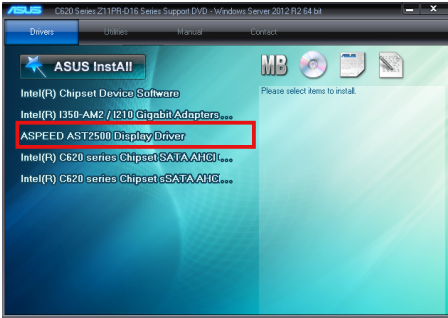 ASUS C620 Series Z11PR-D16 Series Support DVD - Windows Server 2012 R2 64 bit
Drivers Utilities Manual Contact
ASUS InstAll
MB
Please select items to install.
Intel(R) Chipset Device Software
Intel(R) I350-AM2 / I210 Gigabit Adapters...
ASPEED AST2500 Display Driver
Intel(R) C620 series Chipset SATA AHCI (...
Intel(R) C620 series Chipset sSATA AHC...